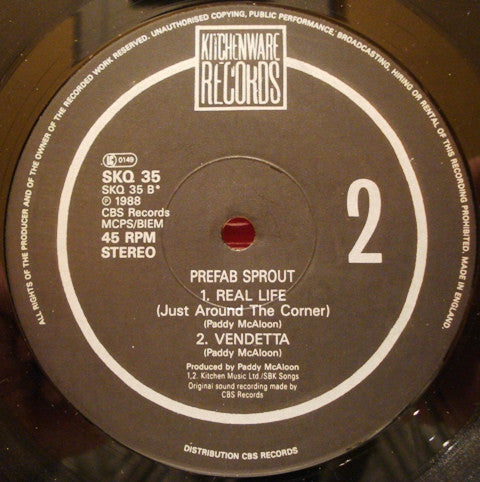 ALL RIGHTS OF THE PRODUCER AND OF THE OWNER OF THE RECORDED WORK RESERVED. UNAUTHORISED COPYING, PUBLIC PERFORMANCE, BROADCASTING, HIRING OR RENTAL OF THIS RECORDING PROHIBITED. MADE IN ENGLAND.
KITCHENWARE
RECORDS
LC 0149
SKQ 35
SKQ 35 B*
℗ 1988
CBS Records
MCPS/BIEM
45 RPM
STEREO
2
PREFAB SPROUT
1. REAL LIFE
(Just Around The Corner)
(Paddy McAloon)
2. VENDETTA
(Paddy McAloon)
Produced by Paddy McAloon
1,2. Kitchen Music Ltd./SBK Songs
Original sound recording made by
CBS Records
DISTRIBUTION CBS RECORDS